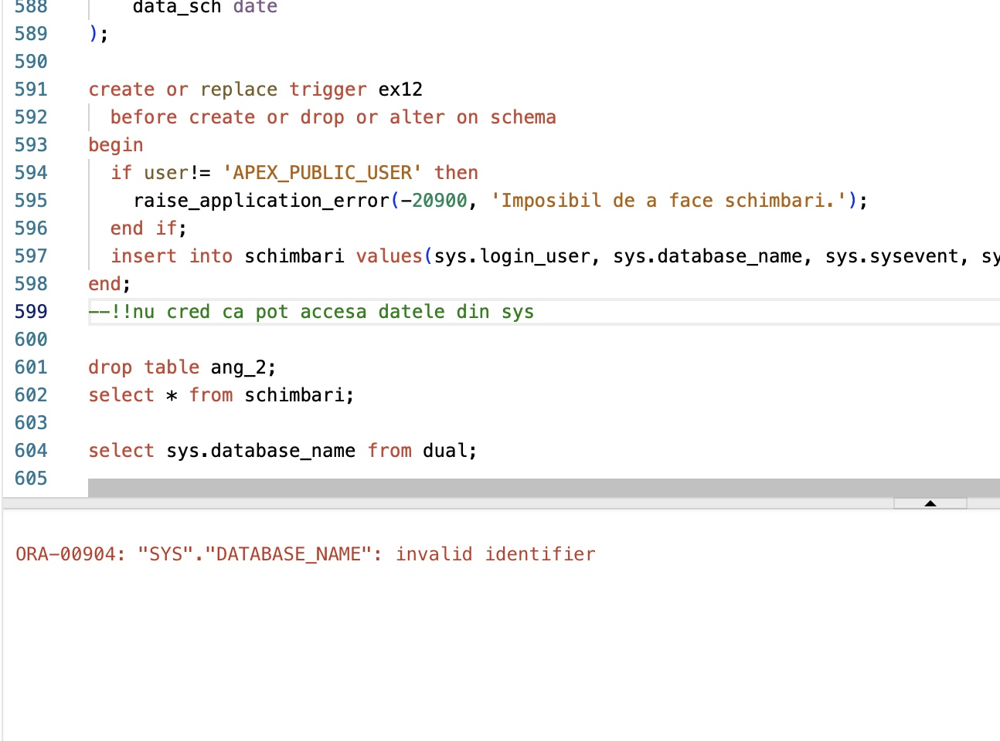 588 data_sch date
589 );
590
591 create or replace trigger ex12
592 before create or drop or alter on schema
593 begin
594 if user!= 'APEX_PUBLIC_USER' then
595 raise_application_error(-20900, 'Imposibil de a face schimbari.');
596 end if;
597 insert into schimbari values(sys.login_user, sys.database_name, sys.sysevent, sy
598 end;
599 --!!nu cred ca pot accesa datele din sys
600
601 drop table ang_2;
602 select * from schimbari;
603
604 select sys.database_name from dual;
605
ORA-00904: "SYS"."DATABASE_NAME": invalid identifier